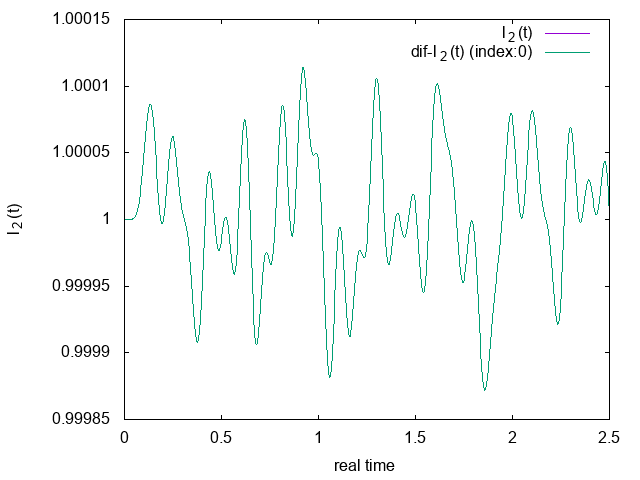 1.00015
1.0001
1.00005
1
0.99995
0.9999
0.99985
I2(t)
I2(t)
dif-I2(t) (index:0)
0 0.5 1 1.5 2 2.5
real time